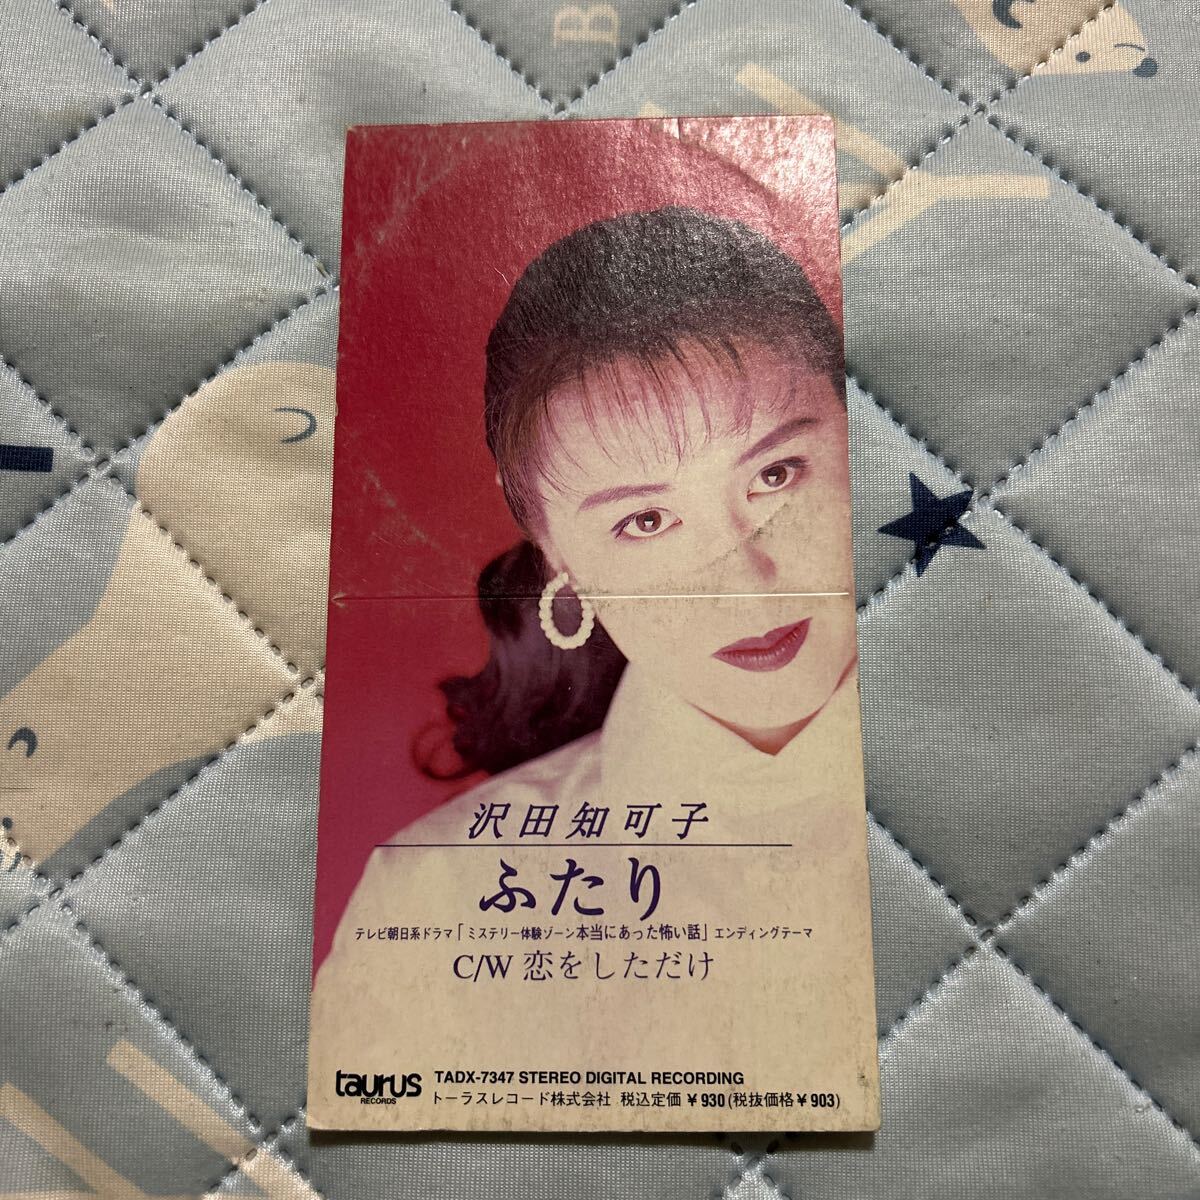 B
沢田知可子
ふたり
テレビ朝日系ドラマ「ミステリー体験ゾーン本当にあった怖い話」エンディングテーマ
C/W 恋をしただけ
taurus
RECORDS
TADX-7347 STEREO DIGITAL RECORDING
トーラスレコード株式会社 税込定価 ¥930(税抜価格¥903)